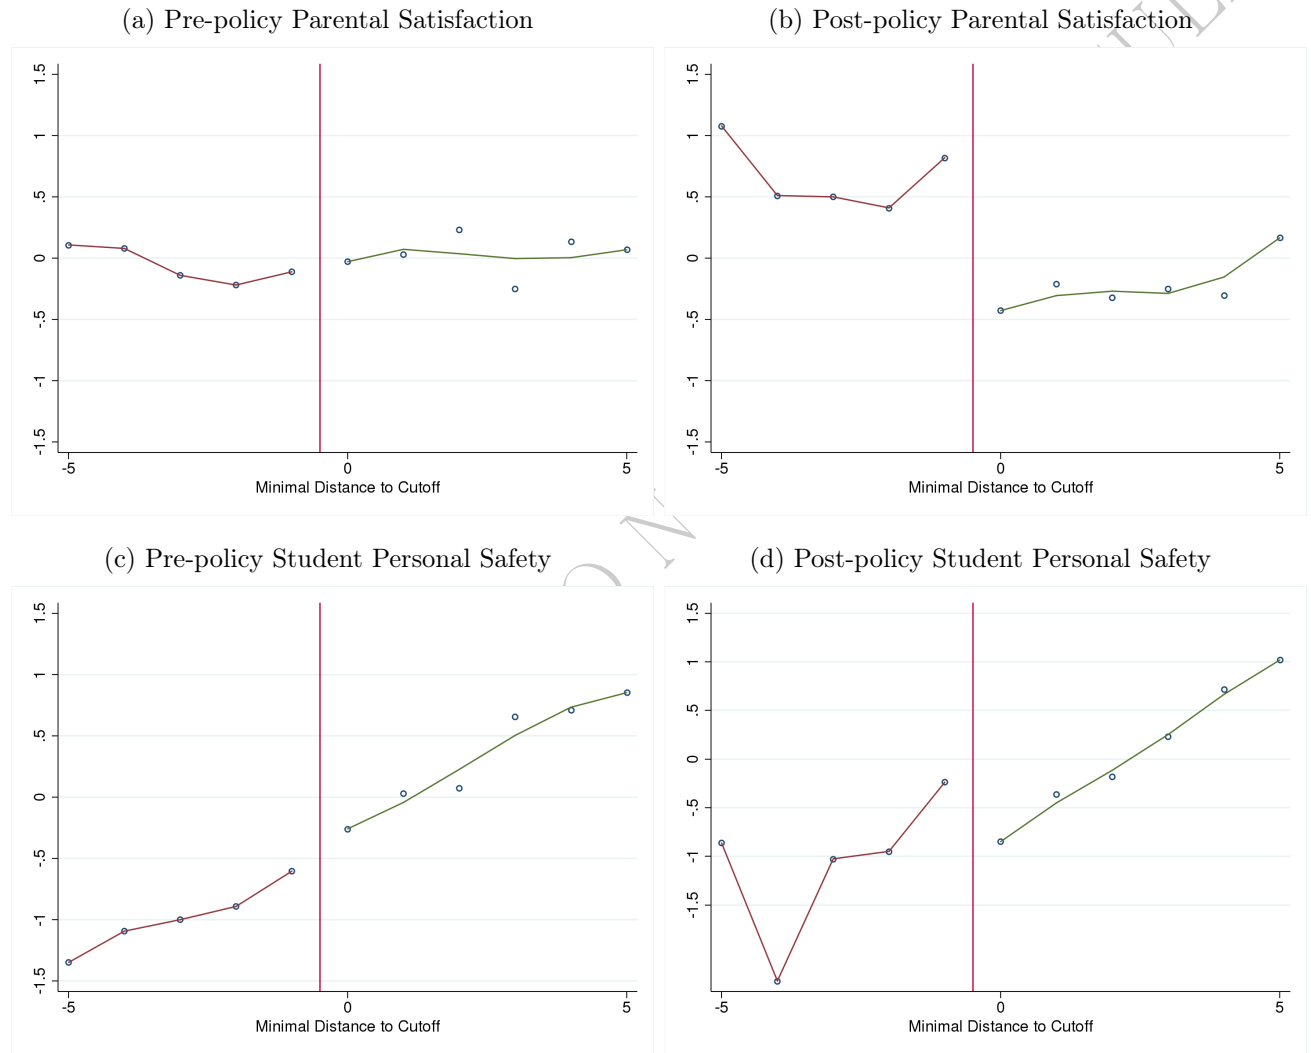 (a) Pre-policy Parental Satisfaction
1.5
1
.5
0
-.5
-1
-1.5
-5 0 5
Minimal Distance to Cutoff
(b) Post-policy Parental Satisfaction
1.5
1
.5
0
-.5
-1
-1.5
-5 0 5
Minimal Distance to Cutoff
(c) Pre-policy Student Personal Safety
1.5
1
.5
0
-.5
-1
-1.5
-5 0 5
Minimal Distance to Cutoff
(d) Post-policy Student Personal Safety
1.5
1
.5
0
-.5
-1
-1.5
-5 0 5
Minimal Distance to Cutoff